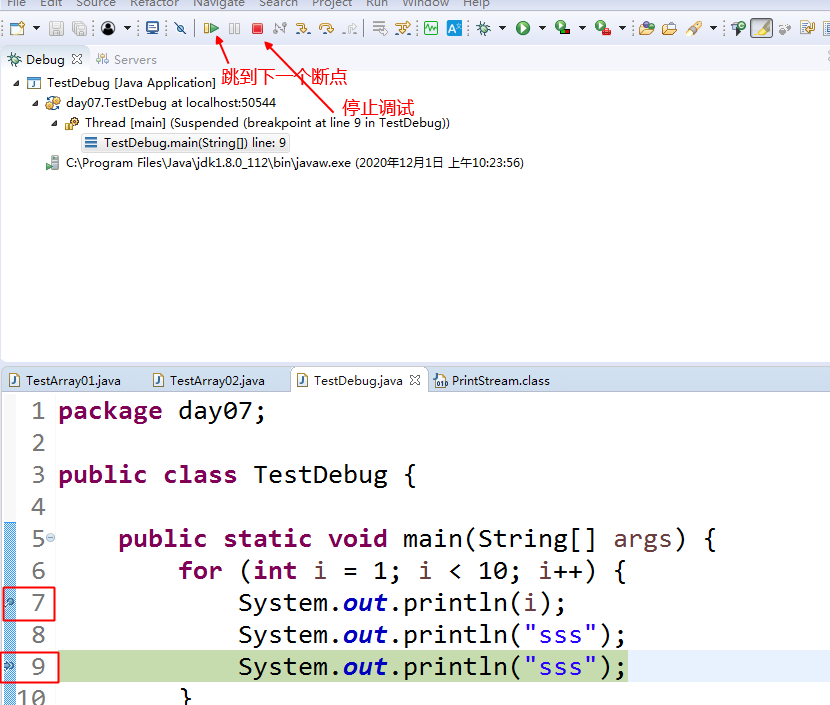 File Edit Source Refactor Navigate Search Project Run Window Help
Debug Servers
跳到下一个断点
TestDebug [Java Application]
day07.TestDebug at localhost:50544
停止调试
Thread [main] (Suspended (breakpoint at line 9 in TestDebug))
TestDebug.main(String[]) line: 9
C:\Program Files\Java\jdk1.8.0_112\bin\javaw.exe (2020年12月1日 上午10:23:56)
TestArray01.java TestArray02.java TestDebug.java PrintStream.class
1 package day07;
2
3 public class TestDebug {
4
5 public static void main(String[] args) {
6 for (int i = 1; i < 10; i++) {
7 System.out.println(i);
8 System.out.println("sss");
9 System.out.println("sss");
10 }